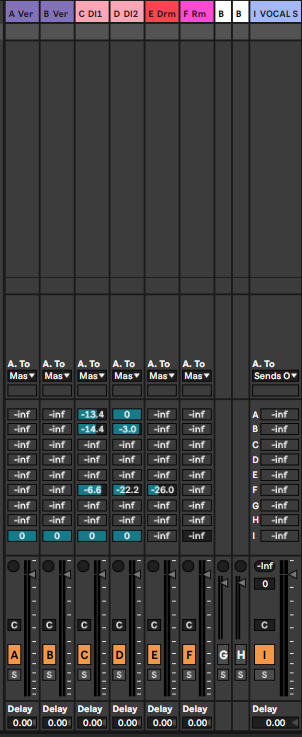 A Ver B Ver C DI1 D DI2 E Drm F Rm B B I VOCALS
A. To A. To A. To A. To A. To A. To A. To
Mas Mas Mas Mas Mas Mas Sends O
-inf -inf -13.4 0 -inf -inf A -inf
-inf -inf -14.4 -3.0 -inf -inf B -inf
-inf -inf -inf -inf -inf -inf C -inf
-inf -inf -inf -inf -inf -inf D -inf
-inf -inf -inf -inf -inf -inf E -inf
-inf -inf -6.6 -22.2 -26.0 -inf F -inf
-inf -inf -inf -inf -inf -inf G -inf
-inf -inf -inf -inf -inf -inf H -inf
0 0 0 0 -inf -inf I -inf
-Inf
0
C C C C C C C
A B C D E F G H I
S S S S S S S S S
Delay Delay Delay Delay Delay Delay Delay
0.00 0.00 0.00 0.00 0.00 0.00 0.00